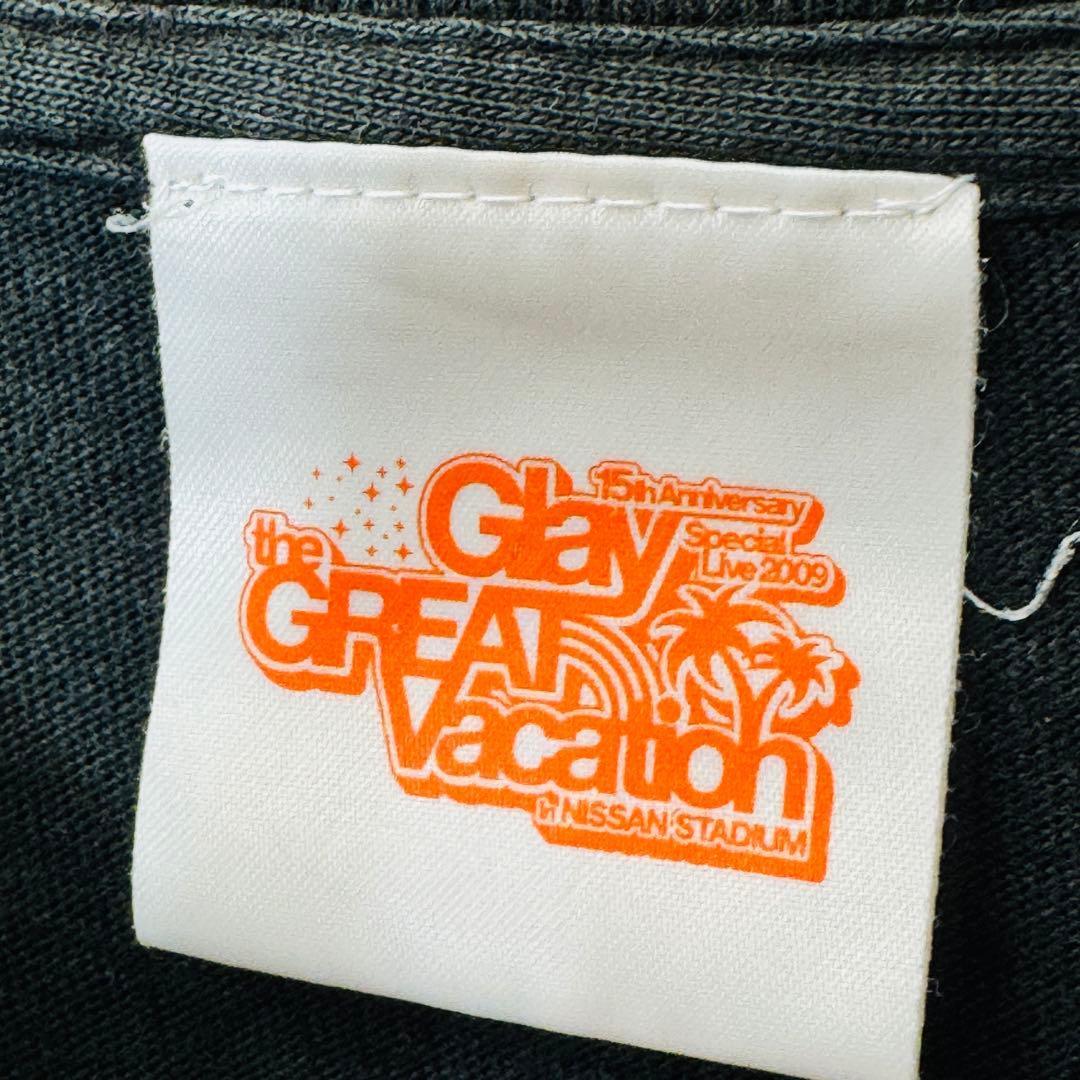 Glay 15th Anniversary
Special
Live 2009
the
GREAT
Vacation
in NISSAN STADIUM